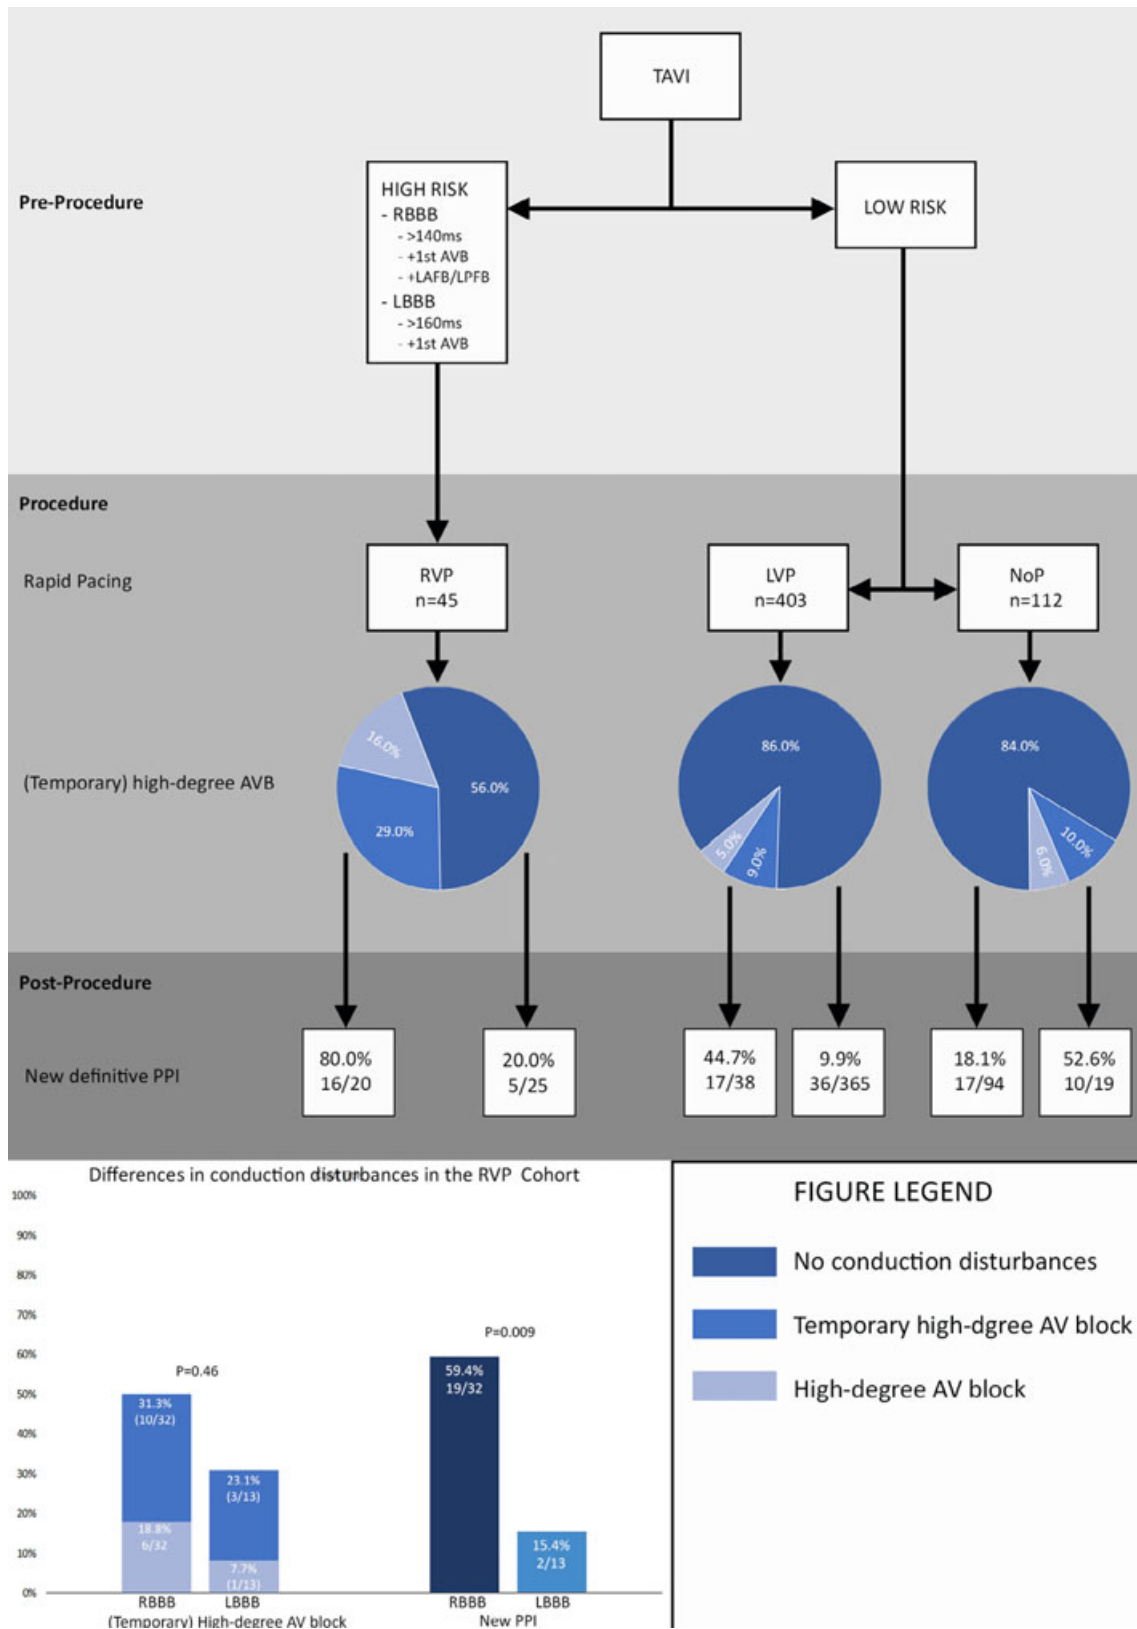 TAVI
Pre-Procedure
HIGH RISK
- RBBB
- >140ms
- +1st AVB
- +LAFB/LPFB
- LBBB
- >160ms
- +1st AVB
LOW RISK
Procedure
Rapid Pacing
RVP
n=45
LVP
n=403
NoP
n=112
(Temporary) high-degree AVB
16.0%
56.0%
29.0%
86.0%
5.0%
9.0%
84.0%
10.0%
6.0%
Post-Procedure
New definitive PPI
80.0%
16/20
20.0%
5/25
44.7%
17/38
9.9%
36/365
18.1%
17/94
52.6%
10/19
Differences in conduction disturbances in the RVP Cohort
100%
90%
80%
70%
60%
50%
40%
30%
20%
10%
0%
P=0.46
31.3%
(10/32)
18.8%
6/32
23.1%
(3/13)
7.7%
(1/13)
P=0.009
59.4%
19/32
15.4%
2/13
RBBB LBBB
(Temporary) High-degree AV block
RBBB LBBB
New PPI
FIGURE LEGEND
No conduction disturbances
Temporary high-dgree AV block
High-degree AV block